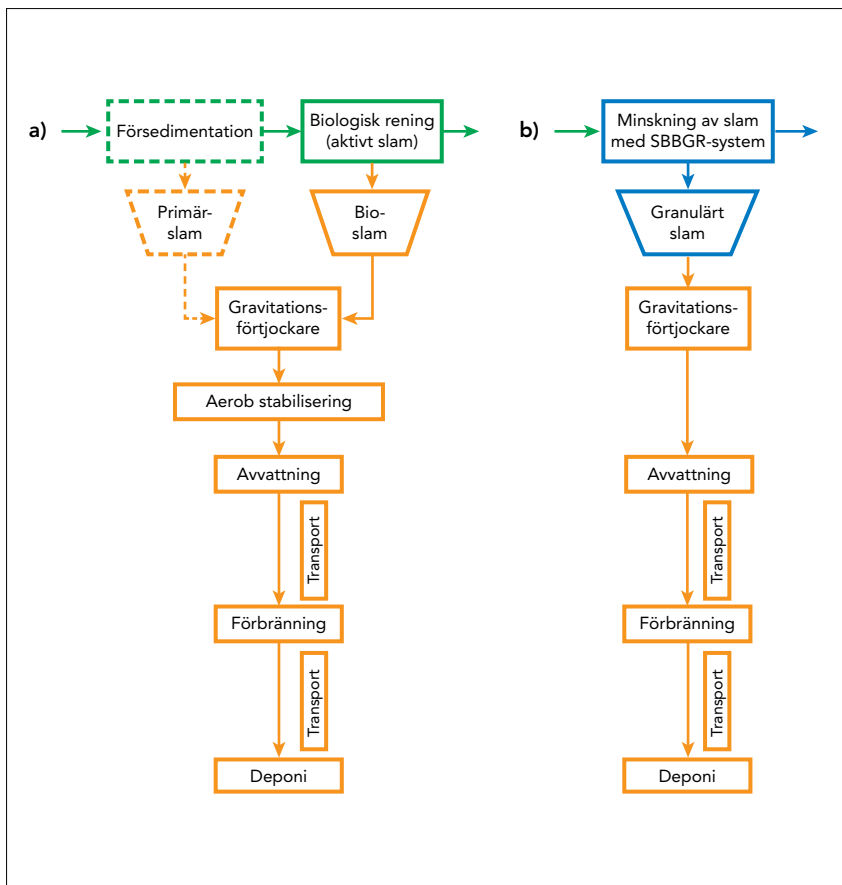 a)
Försedimentation
Biologisk rening
(aktivt slam)
Primär-
slam
Bio-
slam
Gravitations-
förtjockare
Aerob stabilisering
Avvattning
Transport
Förbränning
Transport
Deponi
b)
Minskning av slam
med SBBGR-system
Granulärt
slam
Gravitations-
förtjockare
Avvattning
Transport
Förbränning
Transport
Deponi